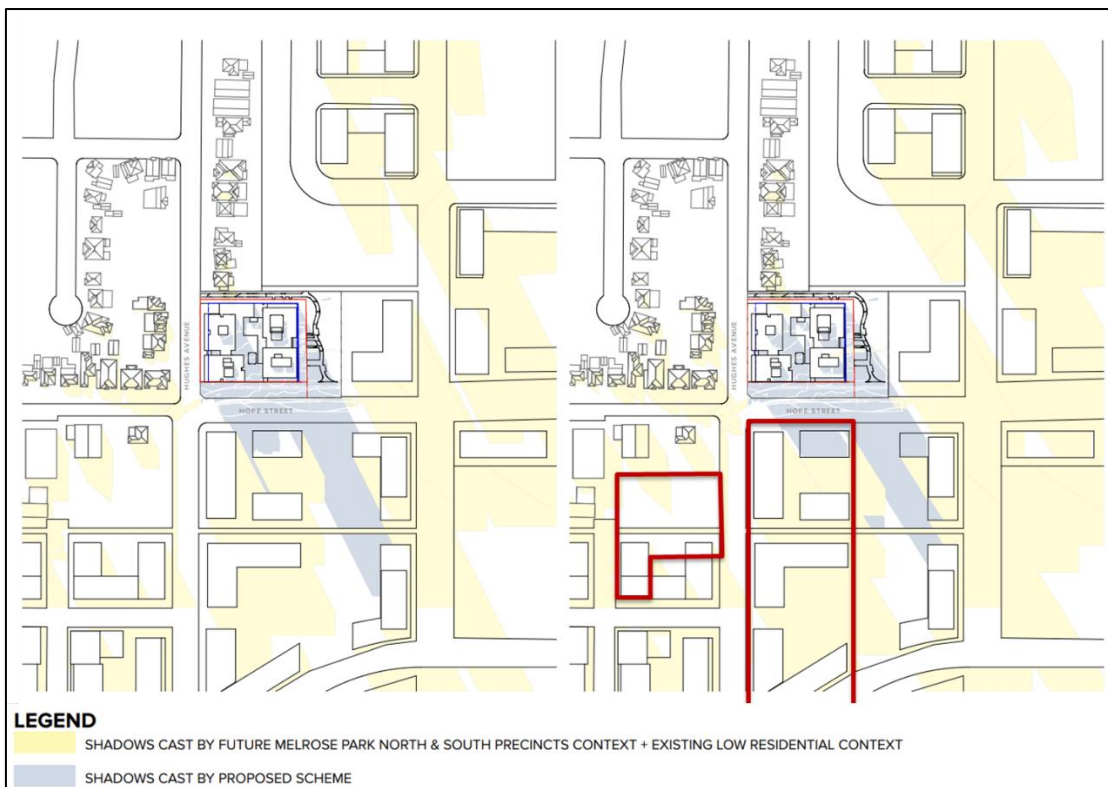 HUGHES AVENUE
HOPE STREET
HUGHES AVENUE
HOPE STREET
LEGEND
SHADOWS CAST BY FUTURE MELROSE PARK NORTH & SOUTH PRECINCTS CONTEXT + EXISTING LOW RESIDENTIAL CONTEXT
SHADOWS CAST BY PROPOSED SCHEME